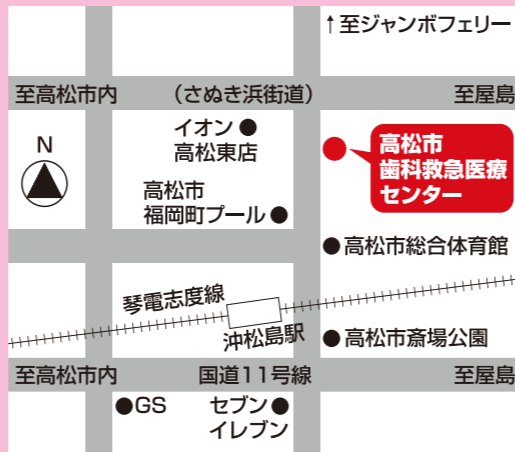 ↑至ジャンボフェリー
至高松市内
（さぬき浜街道）
至屋島
イオン
高松東店
N
高松市
歯科救急医療
センター
高松市
福岡町プール
高松市総合体育館
琴電志度線
沖松島駅
高松市斎場公園
至高松市内
国道11号線
至屋島
GS
セブン
イレブン